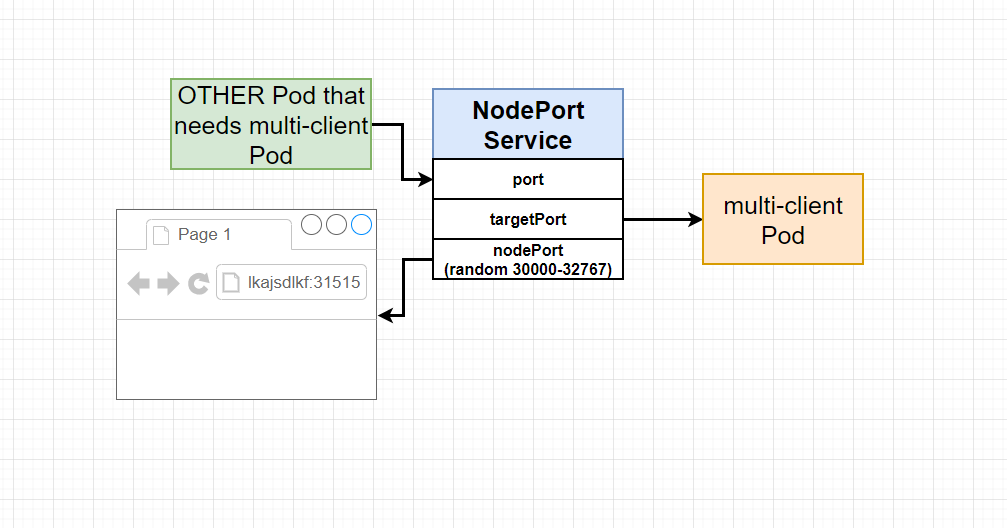 OTHER Pod that
needs multi-client
Pod
NodePort
Service
port
targetPort
nodePort
(random 30000-32767)
multi-client
Pod
Page 1
lkajsdlkf:31515